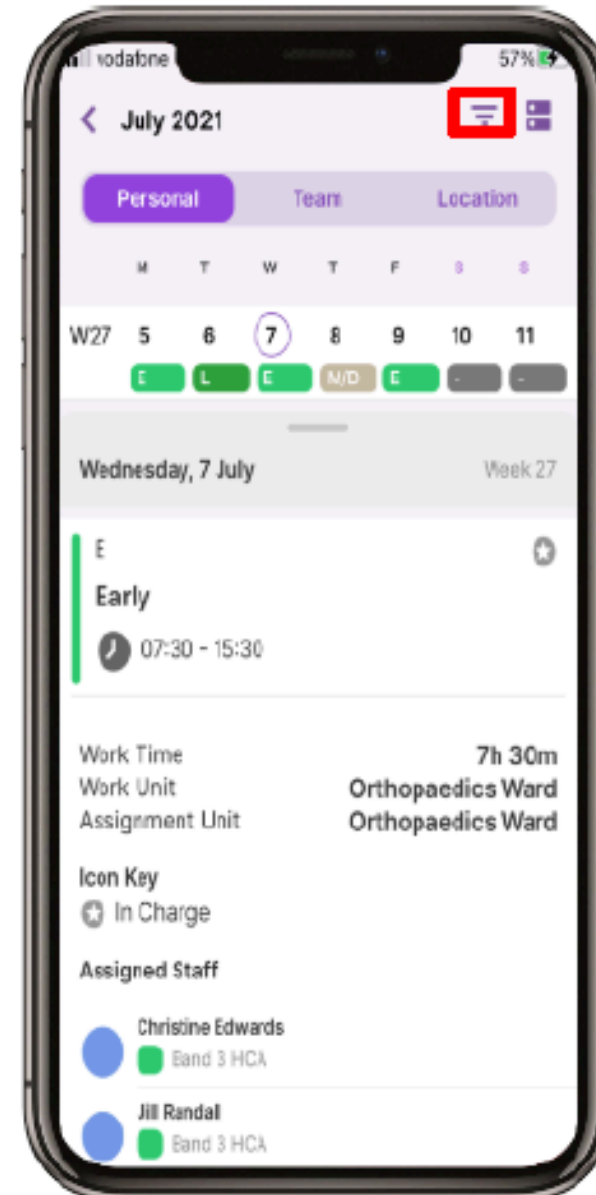 vodafone 57%
July 2021
Personal Team Location
M T W T F S S
W27 5 6 7 8 9 10 11
E L E N/D E - -
Wednesday, 7 July Week 27
E
Early
07:30 - 15:30
Work Time 7h 30m
Work Unit Orthopaedics Ward
Assignment Unit Orthopaedics Ward
Icon Key
In Charge
Assigned Staff
Christine Edwards
Band 3 HCA
Jill Randal
Band 3 HCA